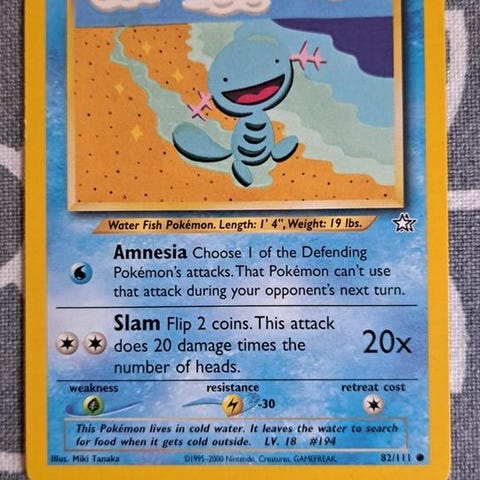 Water Fish Pokémon. Length: 1' 4", Weight: 19 lbs.
Amnesia Choose 1 of the Defending
Pokémon's attacks. That Pokémon can't use
that attack during your opponent's next turn.
Slam Flip 2 coins. This attack
does 20 damage times the
number of heads.
20x
weakness
resistance
retreat cost
-30
This Pokémon lives in cold water. It leaves the water to search
for food when it gets cold outside. LV. 18 #194
Illus. Miki Tanaka
©1995-2000 Nintendo, Creatures, GAMEFREAK.
82/111